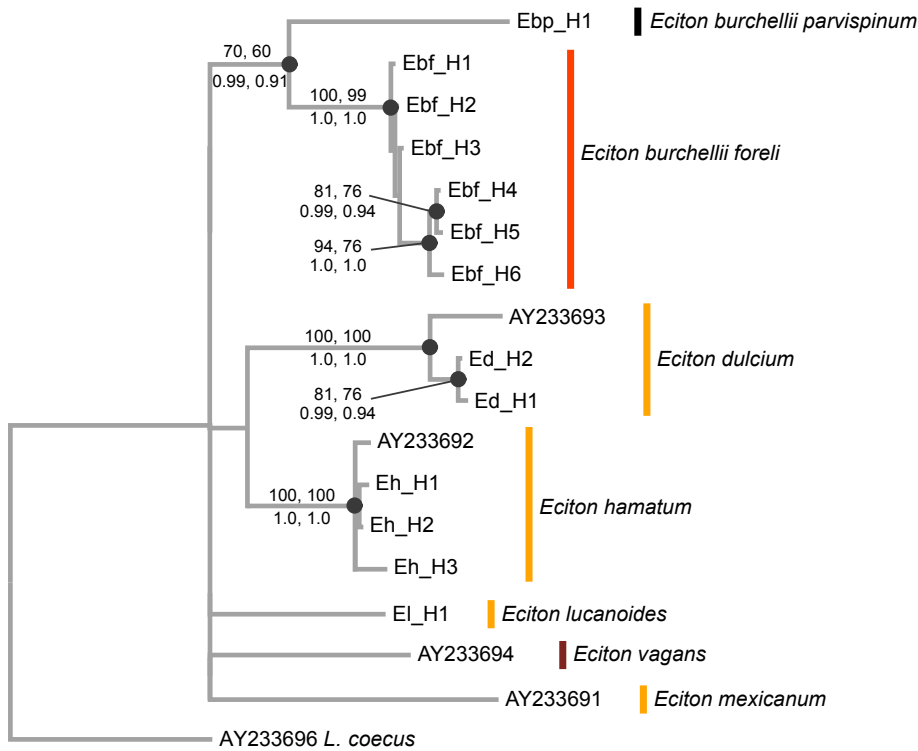 Ebp_H1 Eciton burchellii parvispinum
70, 60
0.99, 0.91
Ebf_H1
100, 99
1.0, 1.0
Ebf_H2
Ebf_H3
Eciton burchellii foreli
81, 76
0.99, 0.94
Ebf_H4
Ebf_H5
94, 76
1.0, 1.0
Ebf_H6
AY233693
100, 100
1.0, 1.0
Ed_H2
Eciton dulcium
81, 76
0.99, 0.94
Ed_H1
AY233692
Eh_H1
100, 100
1.0, 1.0
Eciton hamatum
Eh_H2
Eh_H3
El_H1 Eciton lucanoides
AY233694 Eciton vagans
AY233691 Eciton mexicanum
AY233696 L. coecus